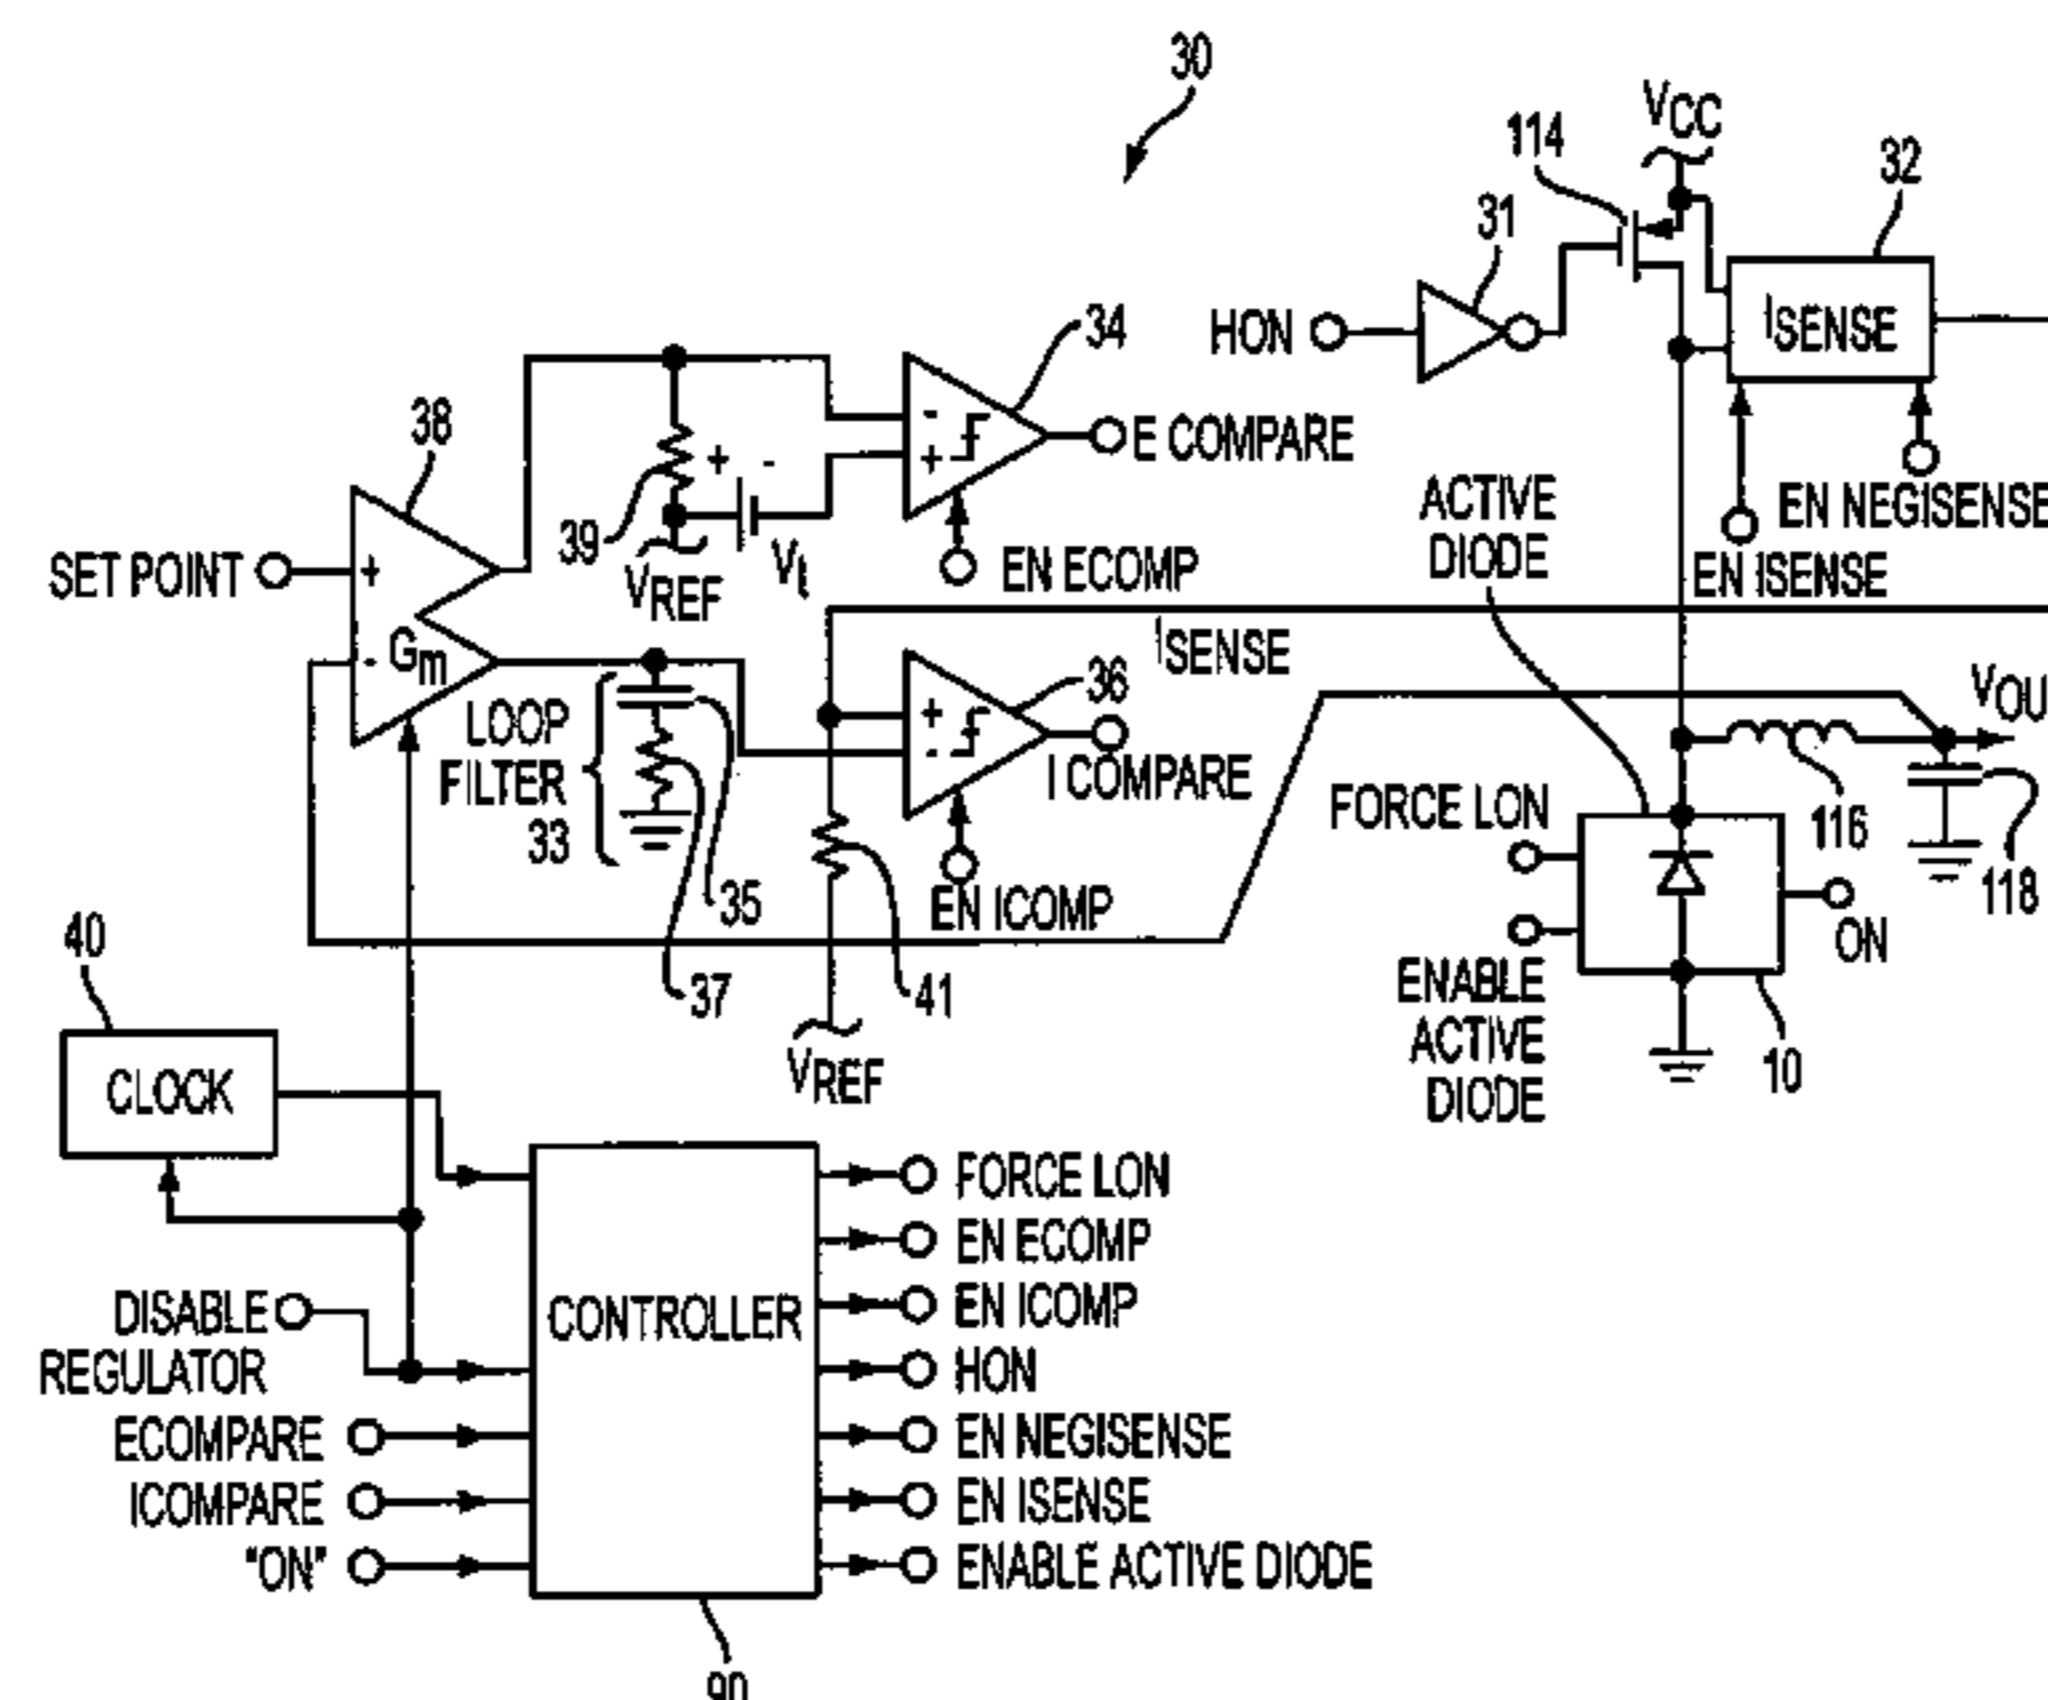 30
VCC
114
32
31
ISENSE
HON
34
38
E COMPARE
+ -
- +
39
EN NEGISENSE
ACTIVE
DIODE
EN ISENSE
SET POINT
+
VREF
Vt
EN ECOMP
ISENSE
- Gm
36
+ -
LOOP
FILTER
33
I COMPARE
FORCE LON
116
118
35
EN ICOMP
ON
37
41
40
ENABLE
ACTIVE
DIODE
10
VREF
CLOCK
FORCE LON
EN ECOMP
DISABLE
REGULATOR
CONTROLLER
EN ICOMP
HON
ECOMPARE
EN NEGISENSE
ICOMPARE
EN ISENSE
"ON"
ENABLE ACTIVE DIODE